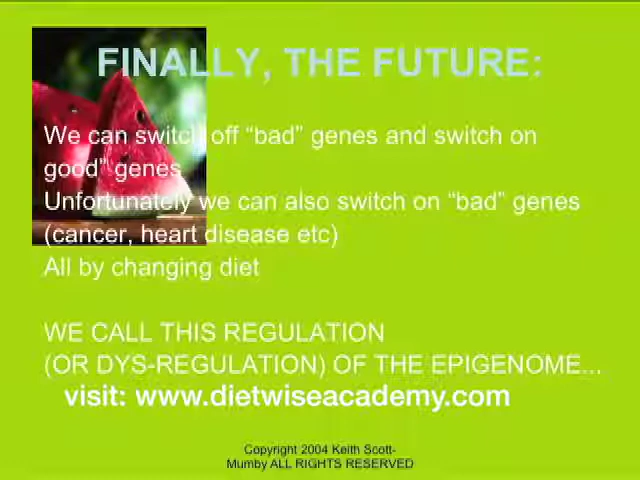 FINALLY, THE FUTURE:
We can switch off “bad” genes and switch on
good” genes
Unfortunately we can also switch on “bad” genes
(cancer, heart disease etc)
All by changing diet
WE CALL THIS REGULATION
(OR DYS-REGULATION) OF THE EPIGENOME...
visit: www.dietwiseacademy.com
Copyright 2004 Keith Scott-
Mumby ALL RIGHTS RESERVED